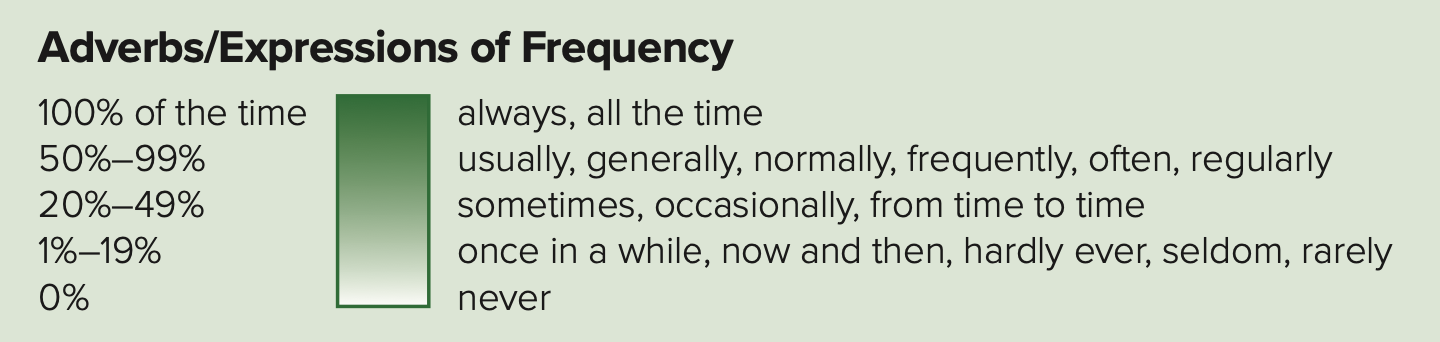 Adverbs/Expressions of Frequency
100% of the time always, all the time
50%–99% usually, generally, normally, frequently, often, regularly
20%–49% sometimes, occasionally, from time to time
1%–19% once in a while, now and then, hardly ever, seldom, rarely
0% never